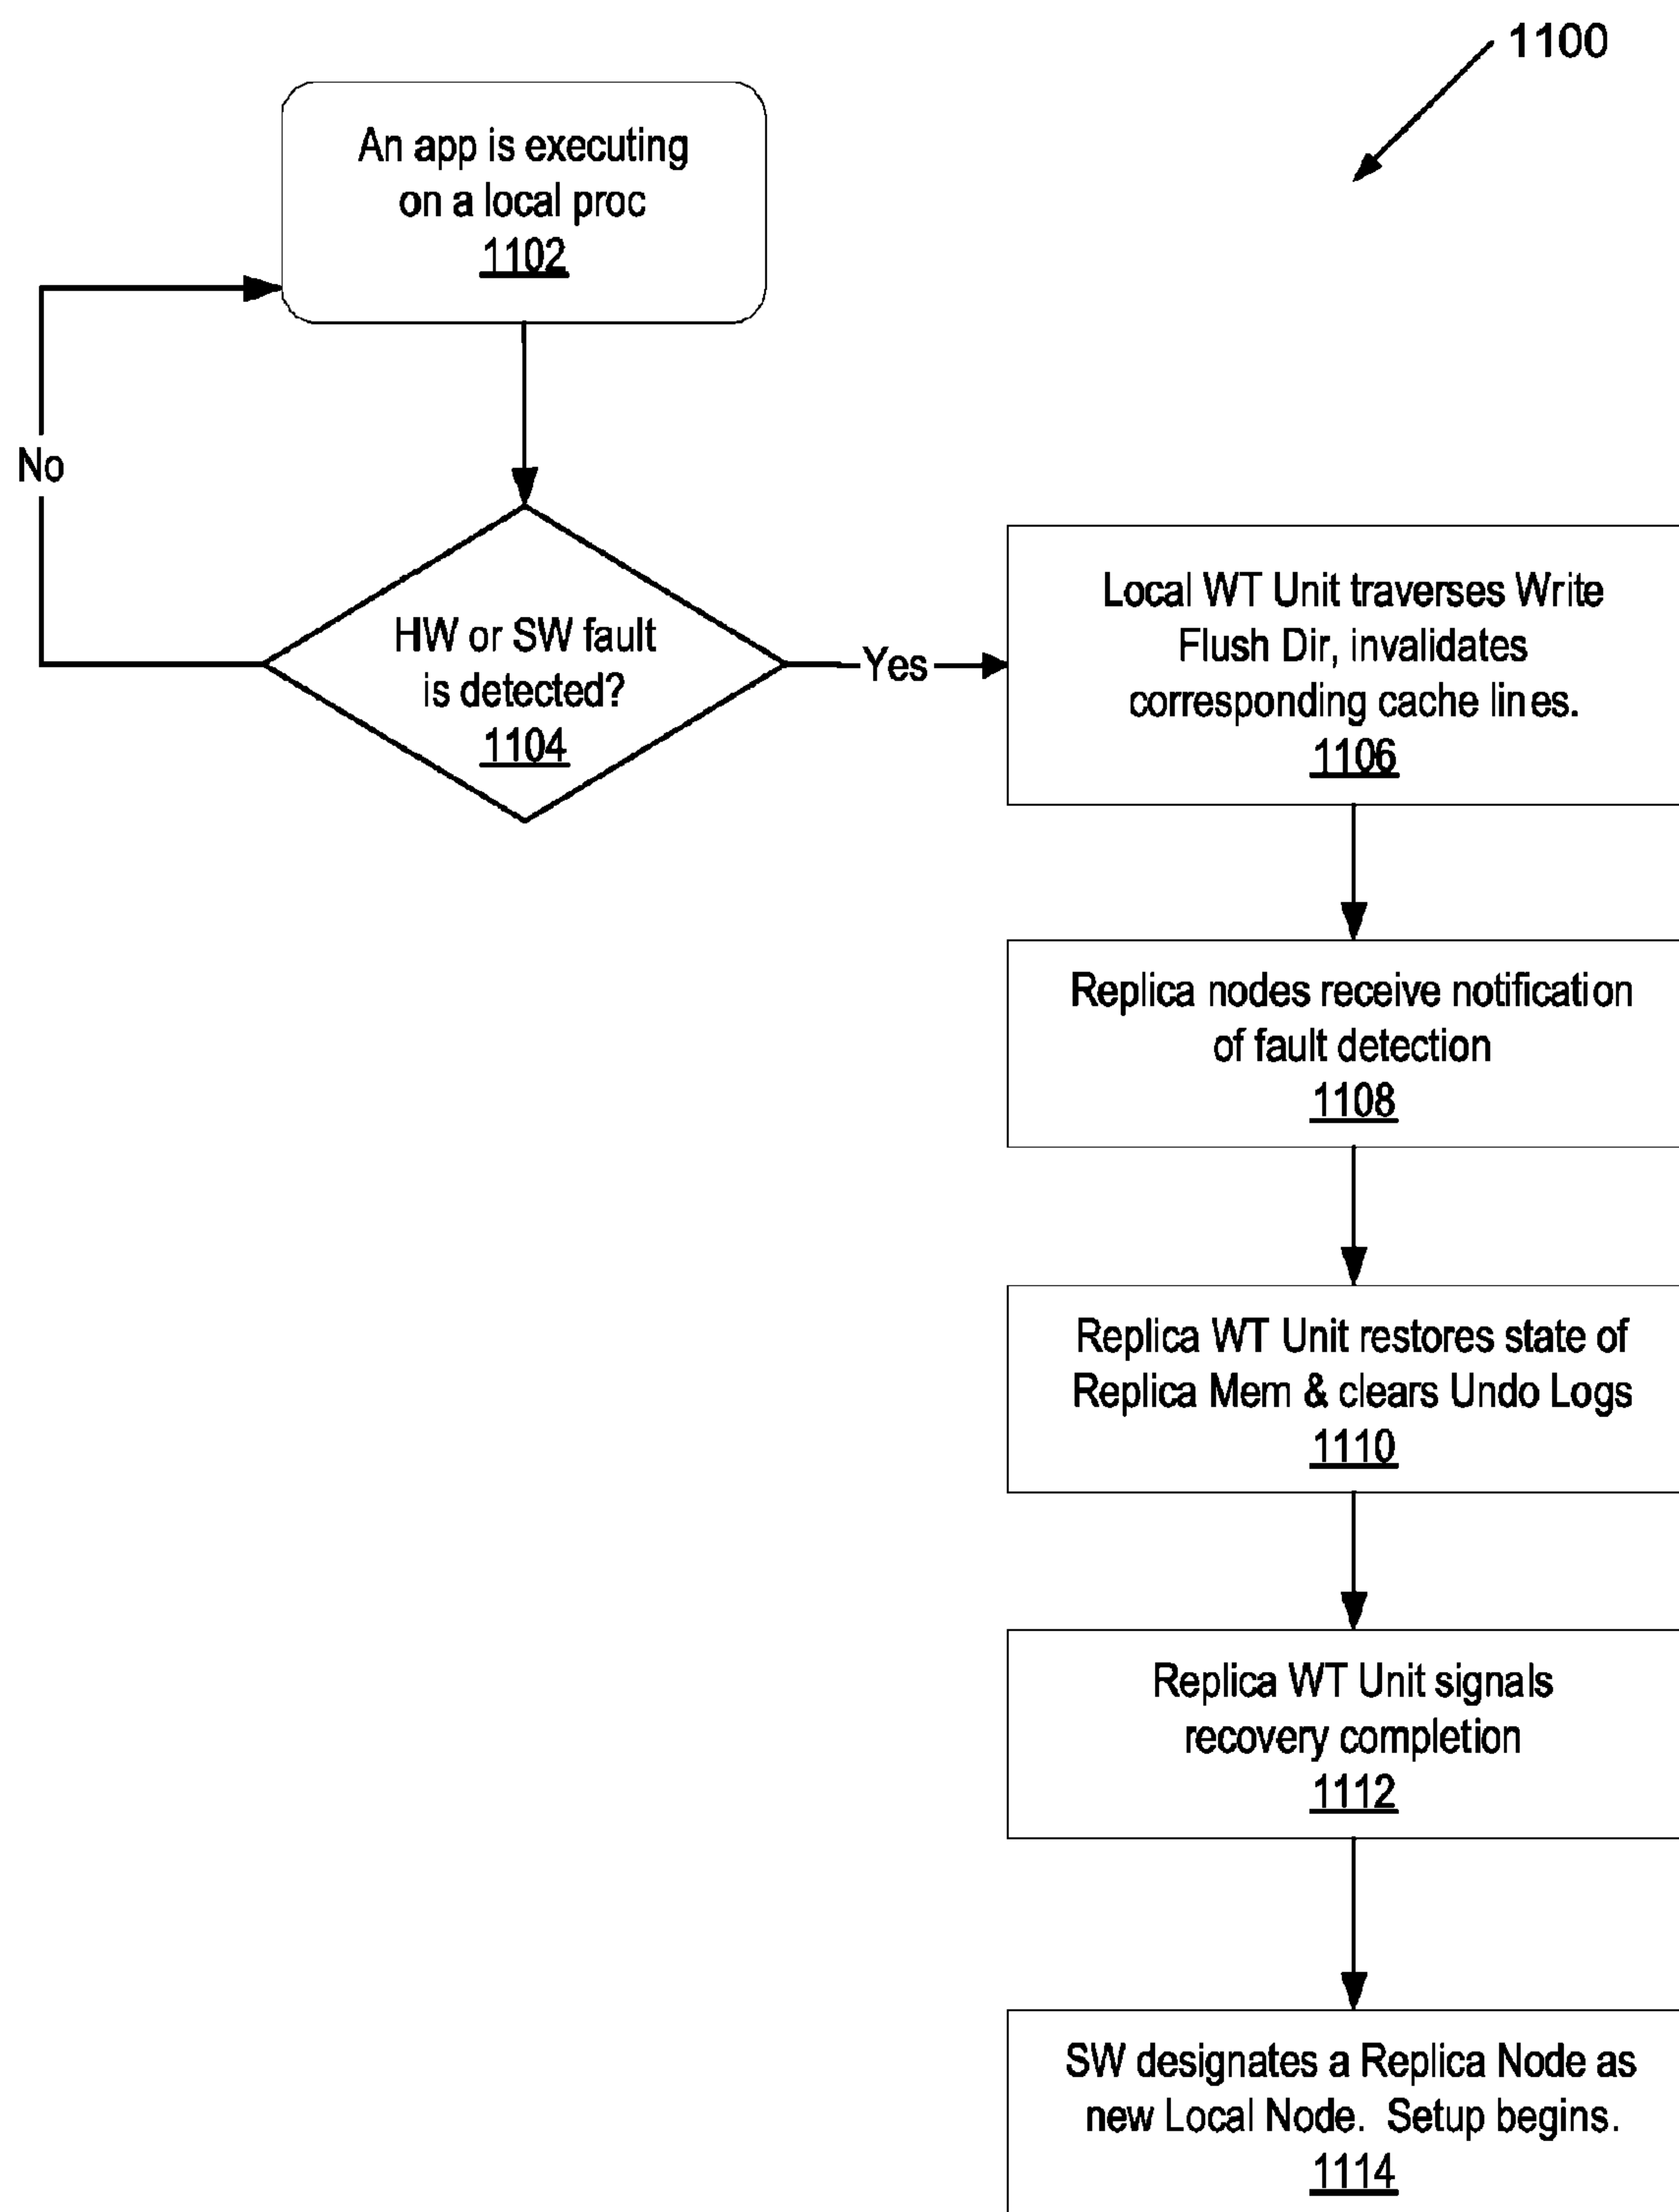 1100
An app is executing
on a local proc
1102
No
HW or SW fault
is detected?
1104
Yes
Local WT Unit traverses Write
Flush Dir, invalidates
corresponding cache lines.
1106
Replica nodes receive notification
of fault detection
1108
Replica WT Unit restores state of
Replica Mem & clears Undo Logs
1110
Replica WT Unit signals
recovery completion
1112
SW designates a Replica Node as
new Local Node. Setup begins.
1114